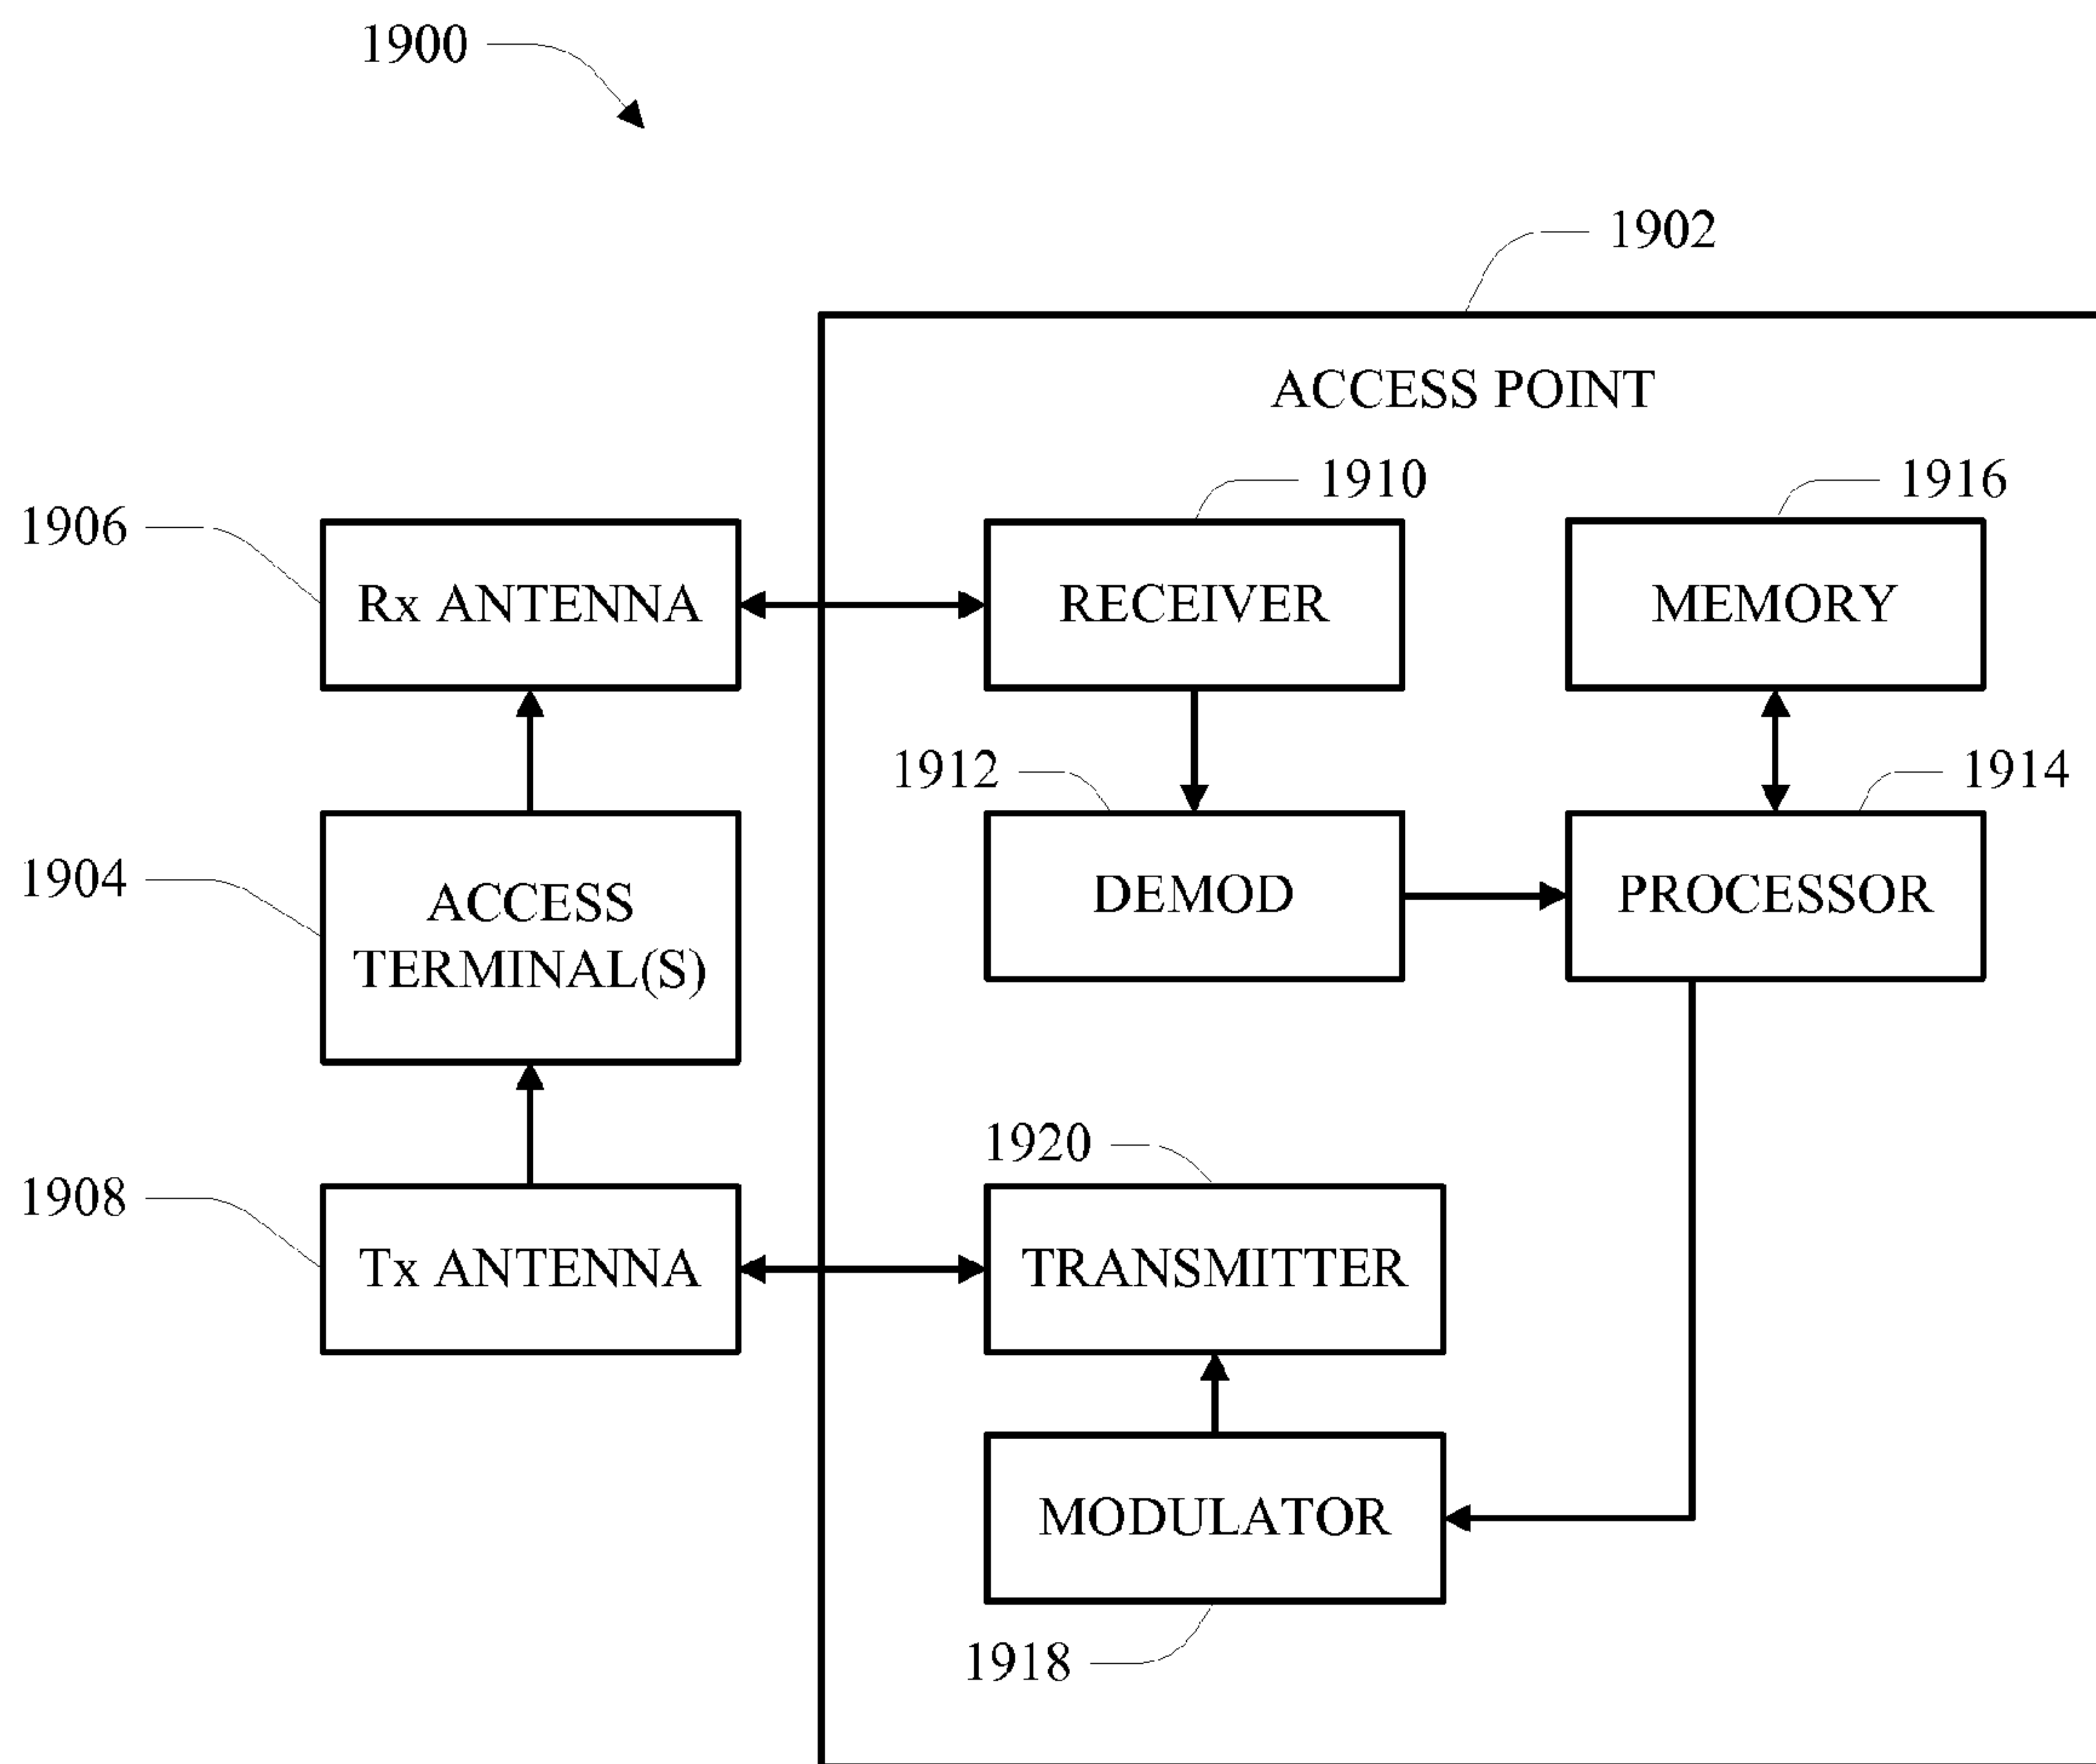 1900
1902
ACCESS POINT
1910
1916
1906
Rx ANTENNA
RECEIVER
MEMORY
1912
1914
1904
ACCESS
TERMINAL(S)
DEMOD
PROCESSOR
1920
1908
Tx ANTENNA
TRANSMITTER
MODULATOR
1918